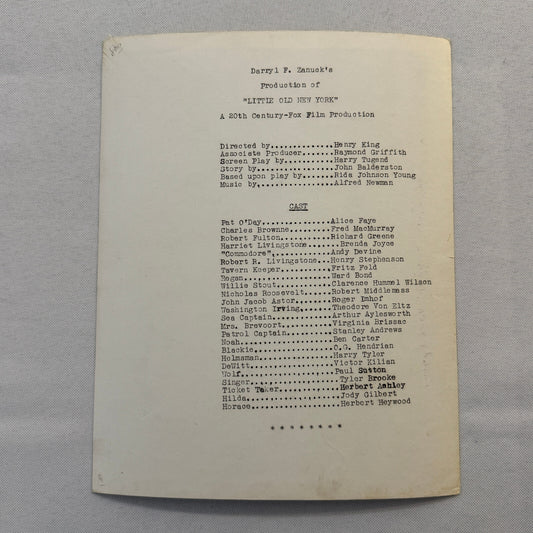 Darryl F. Zanuck's
Production of
"LITTLE OLD NEW YORK"
A 20th Century-Fox Film Production
Directed by................Henry King
Associate Producer.......Raymond Griffith
Screen Play by...........Harry Tugend
Story by.................John Balderston
Based upon play by.......Rida Johnson Young
Music by,................Alfred Newman
CAST
Pat O'Day................Alice Faye
Charles Brownne..........Fred MacMurray
Robert Fulton............Richard Greene
Harriet Livingstone......Brenda Joyce
"Commodore"..............Andy Devine
Robert R. Livingstone....Henry Stephenson
Tavern Keeper............Fritz Feld
Regan....................Ward Bond
Willie Stout.............Clarence Hummel Wilson
Nicholas Roosevelt.......Robert Middlemass
John Jacob Astor.........Roger Imhof
Washington Irving........Theodore Von Eltz
Sea Captain..............Arthur Aylesworth
Mrs. Brevoort............Virginia Brissac
Patrol Captain...........Stanley Andrews
Noah.....................Ben Carter
Blackie..................C.G. Hendrian
Helmsman.................Harry Tyler
DeWitt...................Victor Kilian
Wolf.....................Paul Sutton
Singer...................Tyler Brooke
Ticket Taker.............Herbert Ashley
Hilda....................Jody Gilbert
Horace...................Herbert Heywood
* * * * * * * *